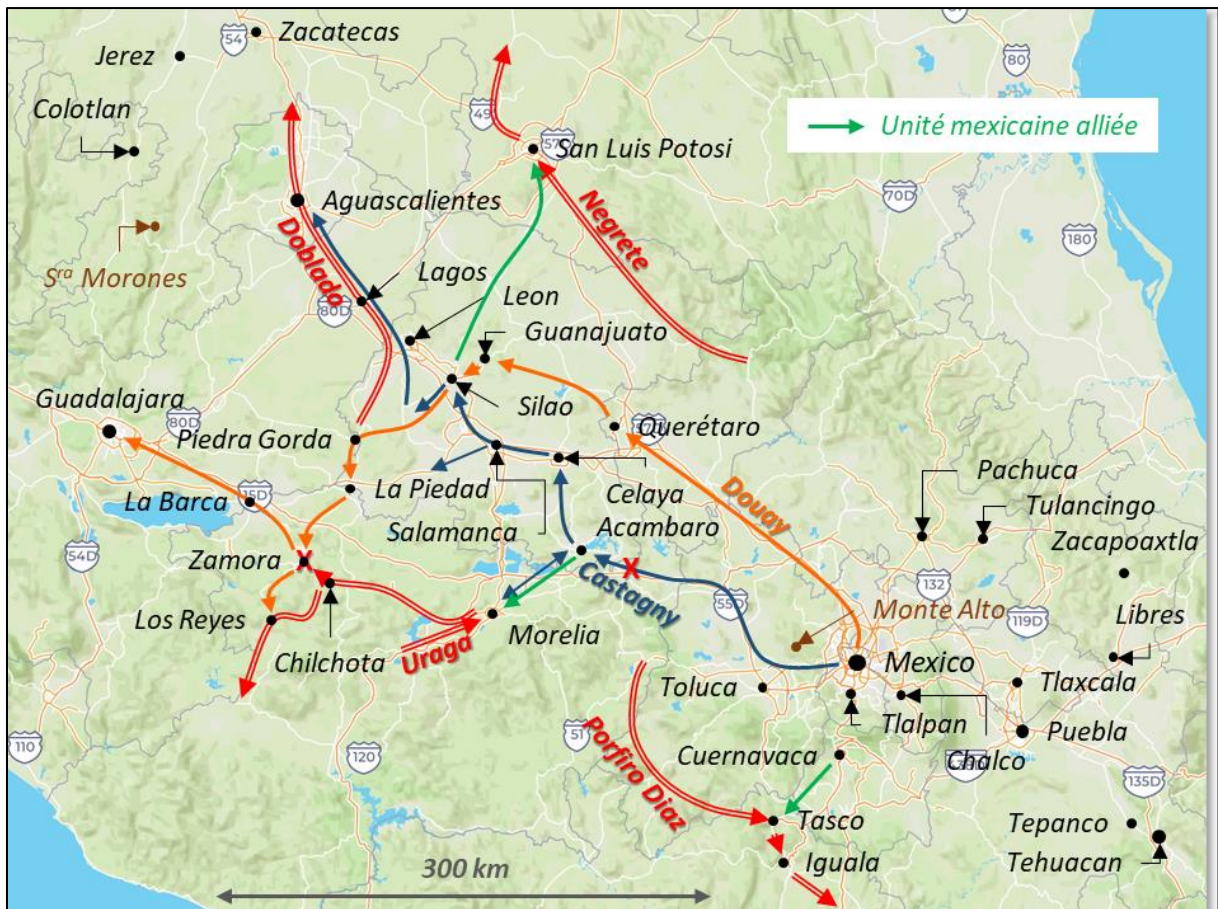 Zacatecas
54
Jerez
80
Colotlan
49
Unité mexicaine alliée
57
San Luis Potosi
70D
Aguascalientes
Negrete
180
Sra Morones
Doblado
Lagos
80D
Leon
Guanajuato
Guadalajara
80D
Silao
Piedra Gorda
Querétaro
57
Pachuca
La Barca
15D
La Piedad
Celaya
Douay
Tulancingo
Salamanca
Acambaro
Zacapoaxtla
54D
Zamora
X
X
Castagny
55D
132
Monte Alto
119D
Libres
Los Reyes
Morelia
Chilchota
Uraga
Mexico
Toluca
Tlaxcala
Tlalpan
110
120
51
Puebla
Cuernavaca
Chalco
135D
Porfiro Diaz
Tasco
Tepanco
Iguala
Tehuacan
300 km